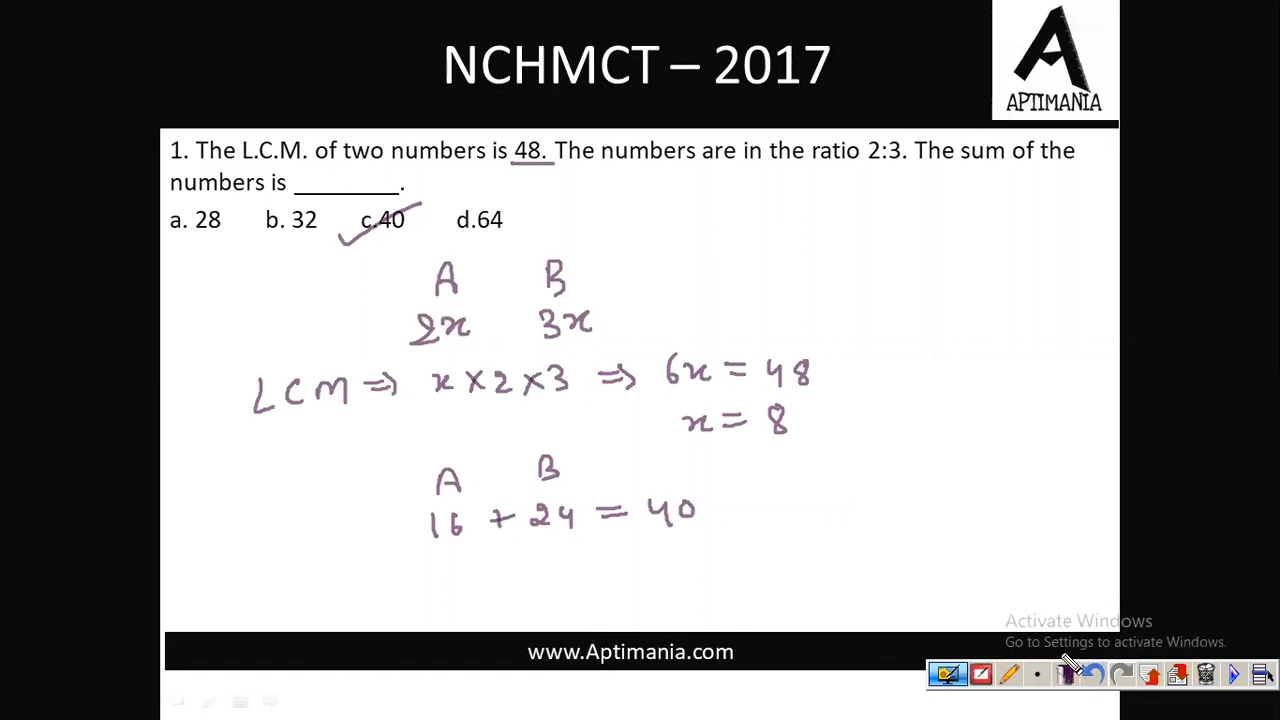 NCHMCT – 2017
APTIMANIA
1. The L.C.M. of two numbers is 48. The numbers are in the ratio 2:3. The sum of the
numbers is ________.
a. 28 b. 32 c.40 d.64
A B
2x 3x
LCM ⇒ x × 2 × 3 ⇒ 6x = 48
x = 8
A B
16 + 24 = 40
Activate Windows
Go to Settings to activate Windows.
www.Aptimania.com